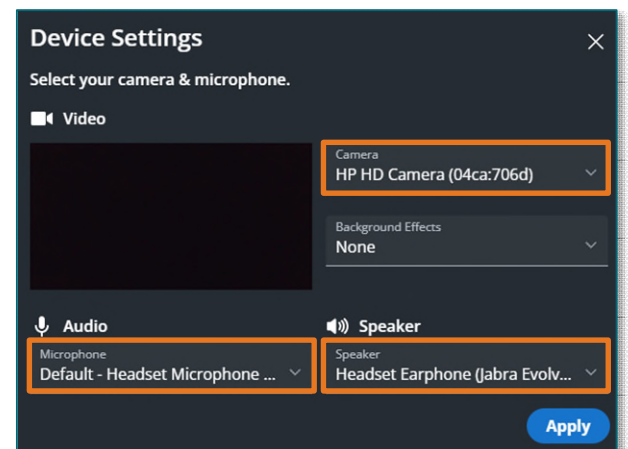 Device Settings
Select your camera & microphone.
Video
Camera
HP HD Camera (04ca:706d)
Background Effects
None
Audio
Microphone
Default - Headset Microphone ...
Speaker
Speaker
Headset Earphone (Jabra Evolv...
Apply